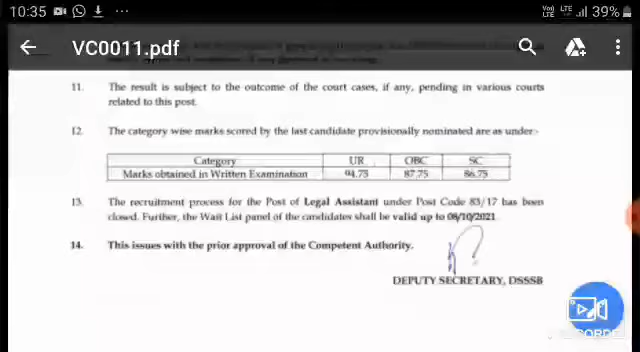 10:35 ... Voj LTE LTE 39%
VC0011.pdf
11. The result is subject to the outcome of the court cases, if any, pending in various courts
related to this post.
12. The category wise marks scored by the last candidate provisionally nominated are as under:-
Category UR OBC SC
Marks obtained in Written Examination 94.75 87.75 86.75
13. The recruitment process for the Post of Legal Assistant under Post Code 83/17 has been
closed. Further, the Wait List panel of the candidates shall be valid up to 08/10/2021
14. This issues with the prior approval of the Competent Authority.
DEPUTY SECRETARY, DSSSB